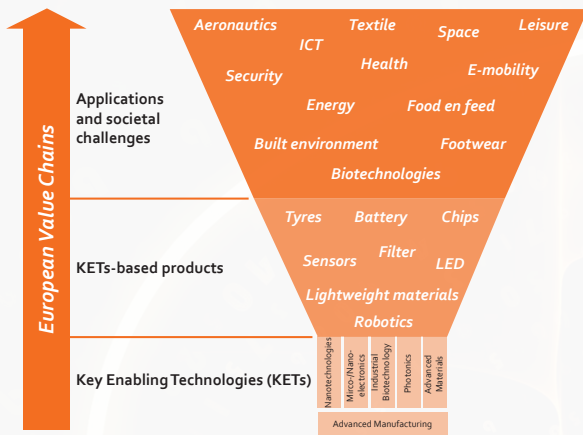 Aeronautics
Textile
Space
Leisure
ICT
Health
Security
E-mobility
Applications
and societal
challenges
Energy
Food en feed
Built environment
Footwear
Biotechnologies
European Value Chains
Tyres
Battery
Chips
Filter
Sensors
LED
KETs-based products
Lightweight materials
Robotics
Key Enabling Technologies (KETs)
Nanotechnologies
Mirco-/Nano-
electronics
Industrial
Biotechnology
Photonics
Advanced
Materials
Advanced Manufacturing